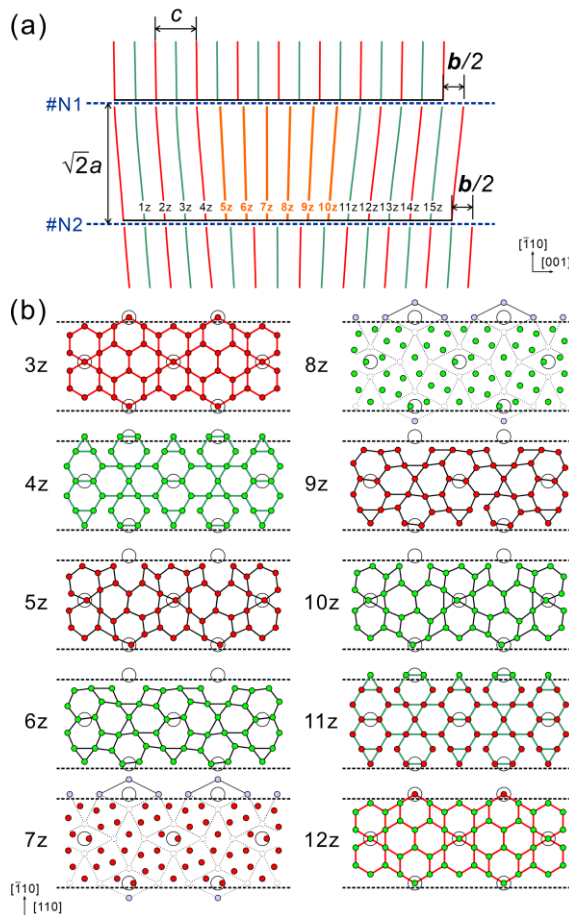 (a)
c
b/2
#N1
√2a
b/2
1z 2z 3z 4z 5z 6z 7z 8z 9z 10z 11z 12z 13z 14z 15z
#N2
[1̄10]
[001]
(b)
3z
8z
4z
9z
5z
10z
6z
11z
7z
12z
[1̄10]
[110]